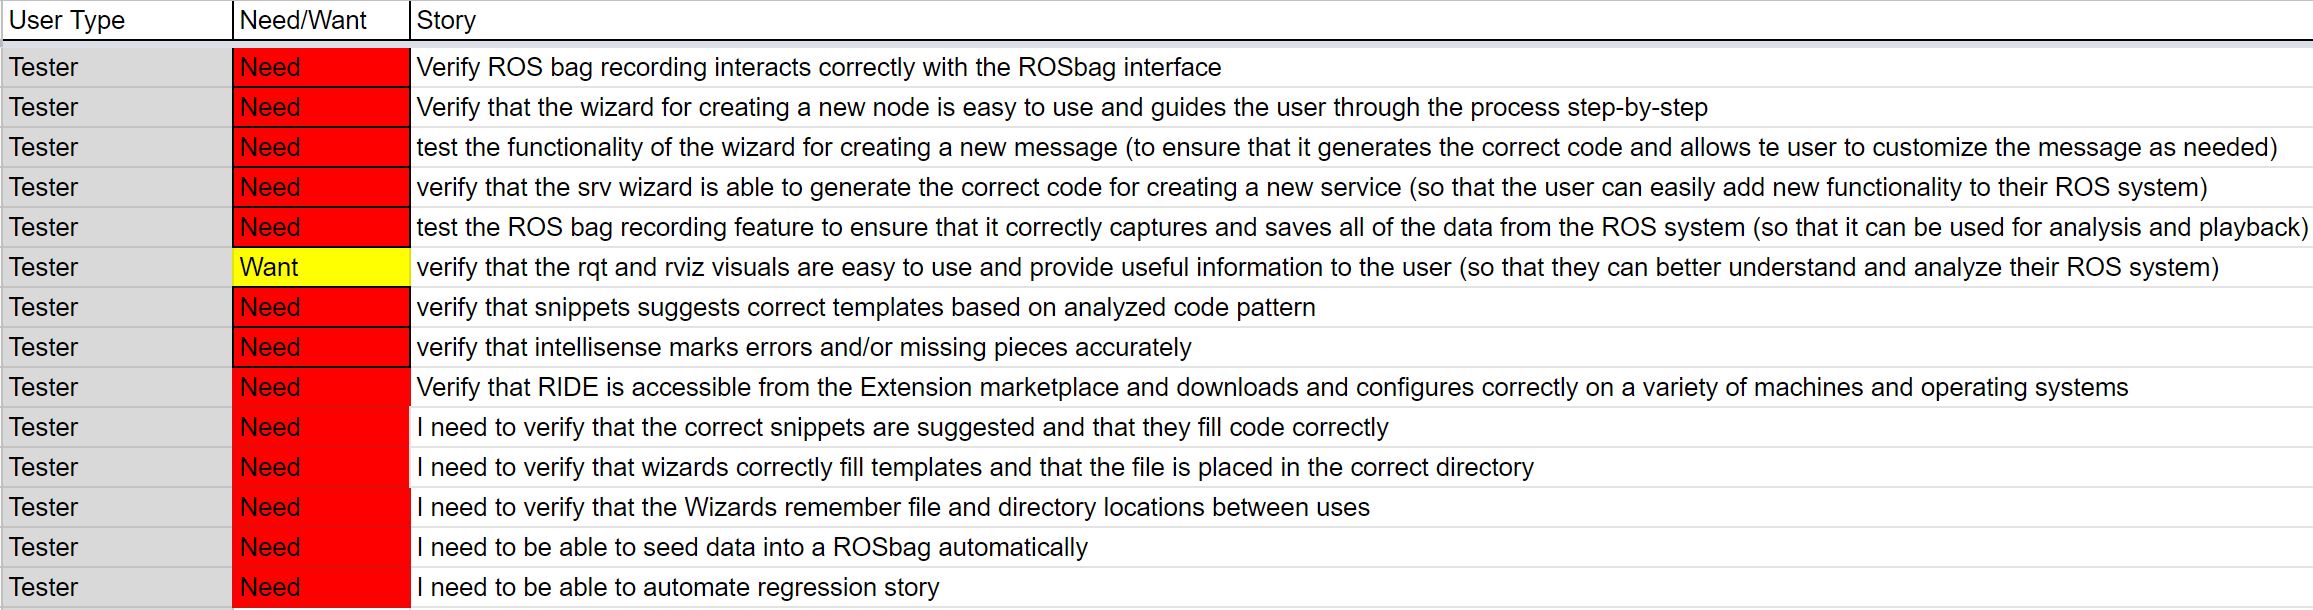 User Type Need/Want Story
Tester Need Verify ROS bag recording interacts correctly with the ROSbag interface
Tester Need Verify that the wizard for creating a new node is easy to use and guides the user through the process step-by-step
Tester Need test the functionality of the wizard for creating a new message (to ensure that it generates the correct code and allows te user to customize the message as needed)
Tester Need verify that the srv wizard is able to generate the correct code for creating a new service (so that the user can easily add new functionality to their ROS system)
Tester Need test the ROS bag recording feature to ensure that it correctly captures and saves all of the data from the ROS system (so that it can be used for analysis and playback)
Tester Want verify that the rqt and rviz visuals are easy to use and provide useful information to the user (so that they can better understand and analyze their ROS system)
Tester Need verify that snippets suggests correct templates based on analyzed code pattern
Tester Need verify that intellisense marks errors and/or missing pieces accurately
Tester Need Verify that RIDE is accessible from the Extension marketplace and downloads and configures correctly on a variety of machines and operating systems
Tester Need I need to verify that the correct snippets are suggested and that they fill code correctly
Tester Need I need to verify that wizards correctly fill templates and that the file is placed in the correct directory
Tester Need I need to verify that the Wizards remember file and directory locations between uses
Tester Need I need to be able to seed data into a ROSbag automatically
Tester Need I need to be able to automate regression story